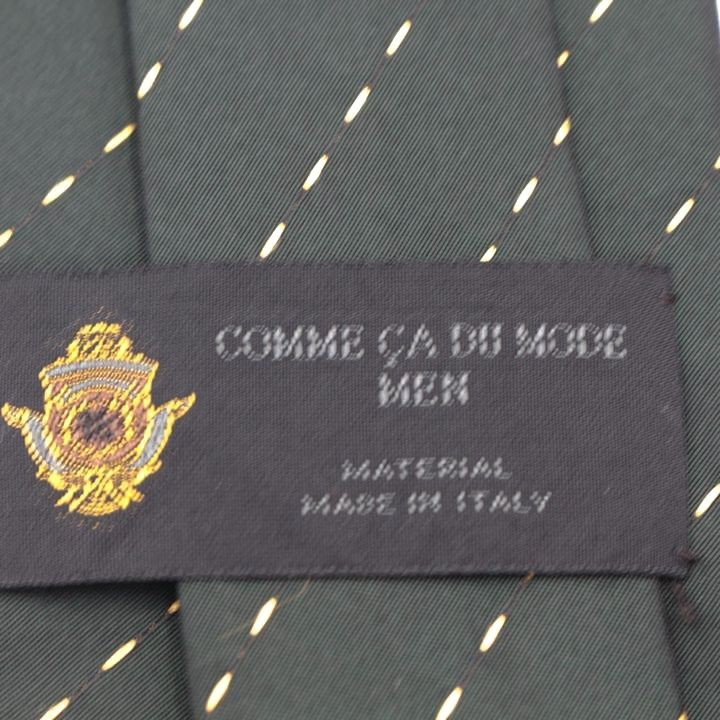 COMME ÇA DU MODE
MEN
MATERIAL
MADE IN ITALY